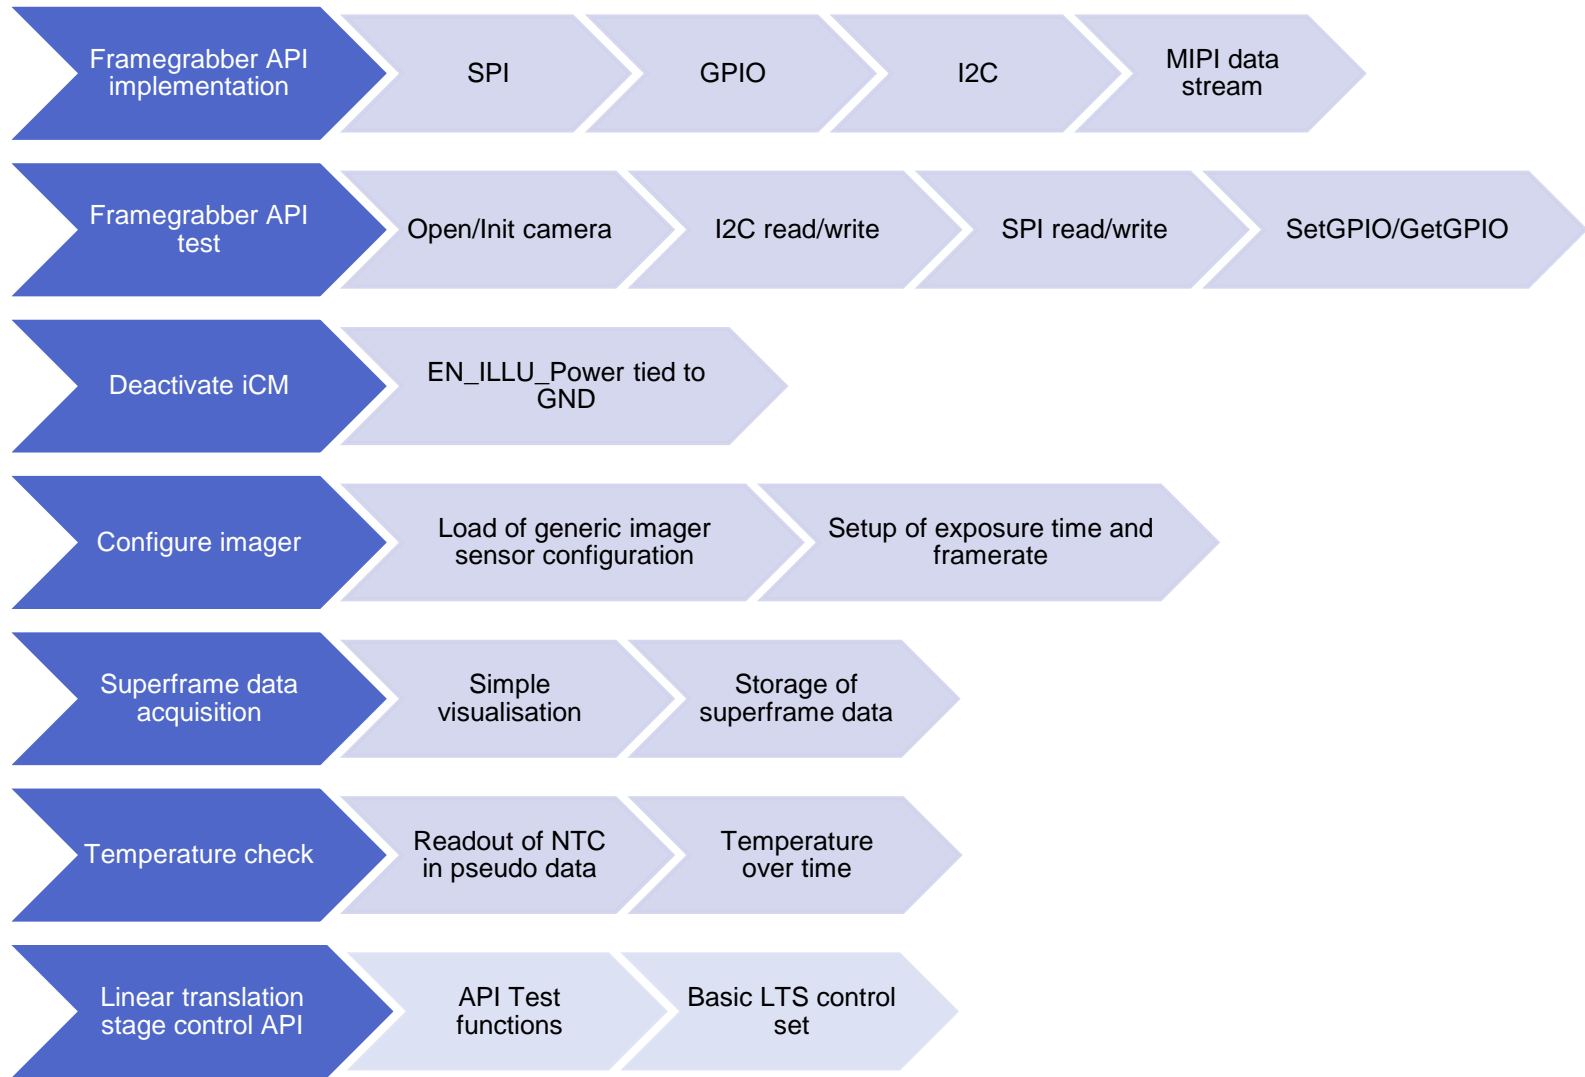 Framegrabber API
implementation
SPI
GPIO
I2C
MIPI data
stream
Framegrabber API
test
Open/Init camera
I2C read/write
SPI read/write
SetGPIO/GetGPIO
Deactivate iCM
EN_ILLU_Power tied to
GND
Configure imager
Load of generic imager
sensor configuration
Setup of exposure time and
framerate
Superframe data
acquisition
Simple
visualisation
Storage of
superframe data
Temperature check
Readout of NTC
in pseudo data
Temperature
over time
Linear translation
stage control API
API Test
functions
Basic LTS control
set